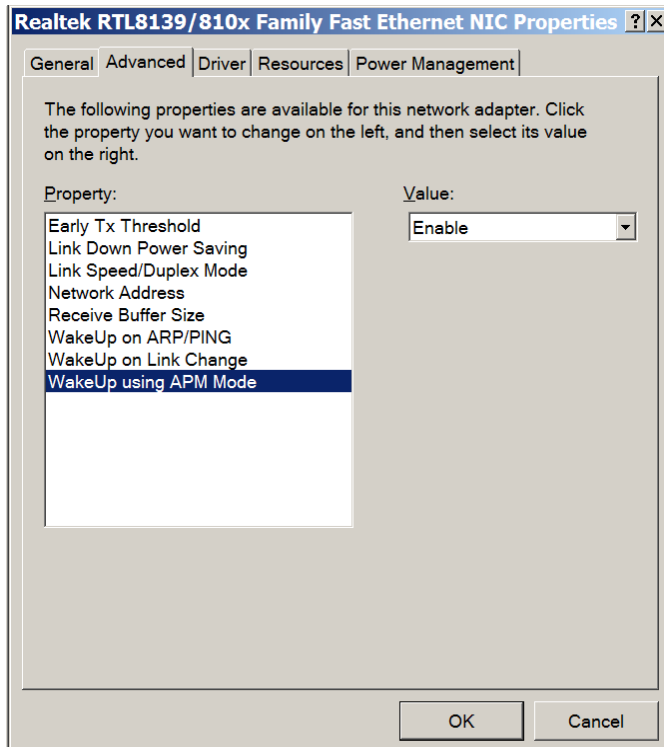 Realtek RTL8139/810x Family Fast Ethernet NIC Properties
General Advanced Driver Resources Power Management
The following properties are available for this network adapter. Click
the property you want to change on the left, and then select its value
on the right.
Property:
Early Tx Threshold
Link Down Power Saving
Link Speed/Duplex Mode
Network Address
Receive Buffer Size
WakeUp on ARP/PING
WakeUp on Link Change
WakeUp using APM Mode
Value:
Enable
OK Cancel